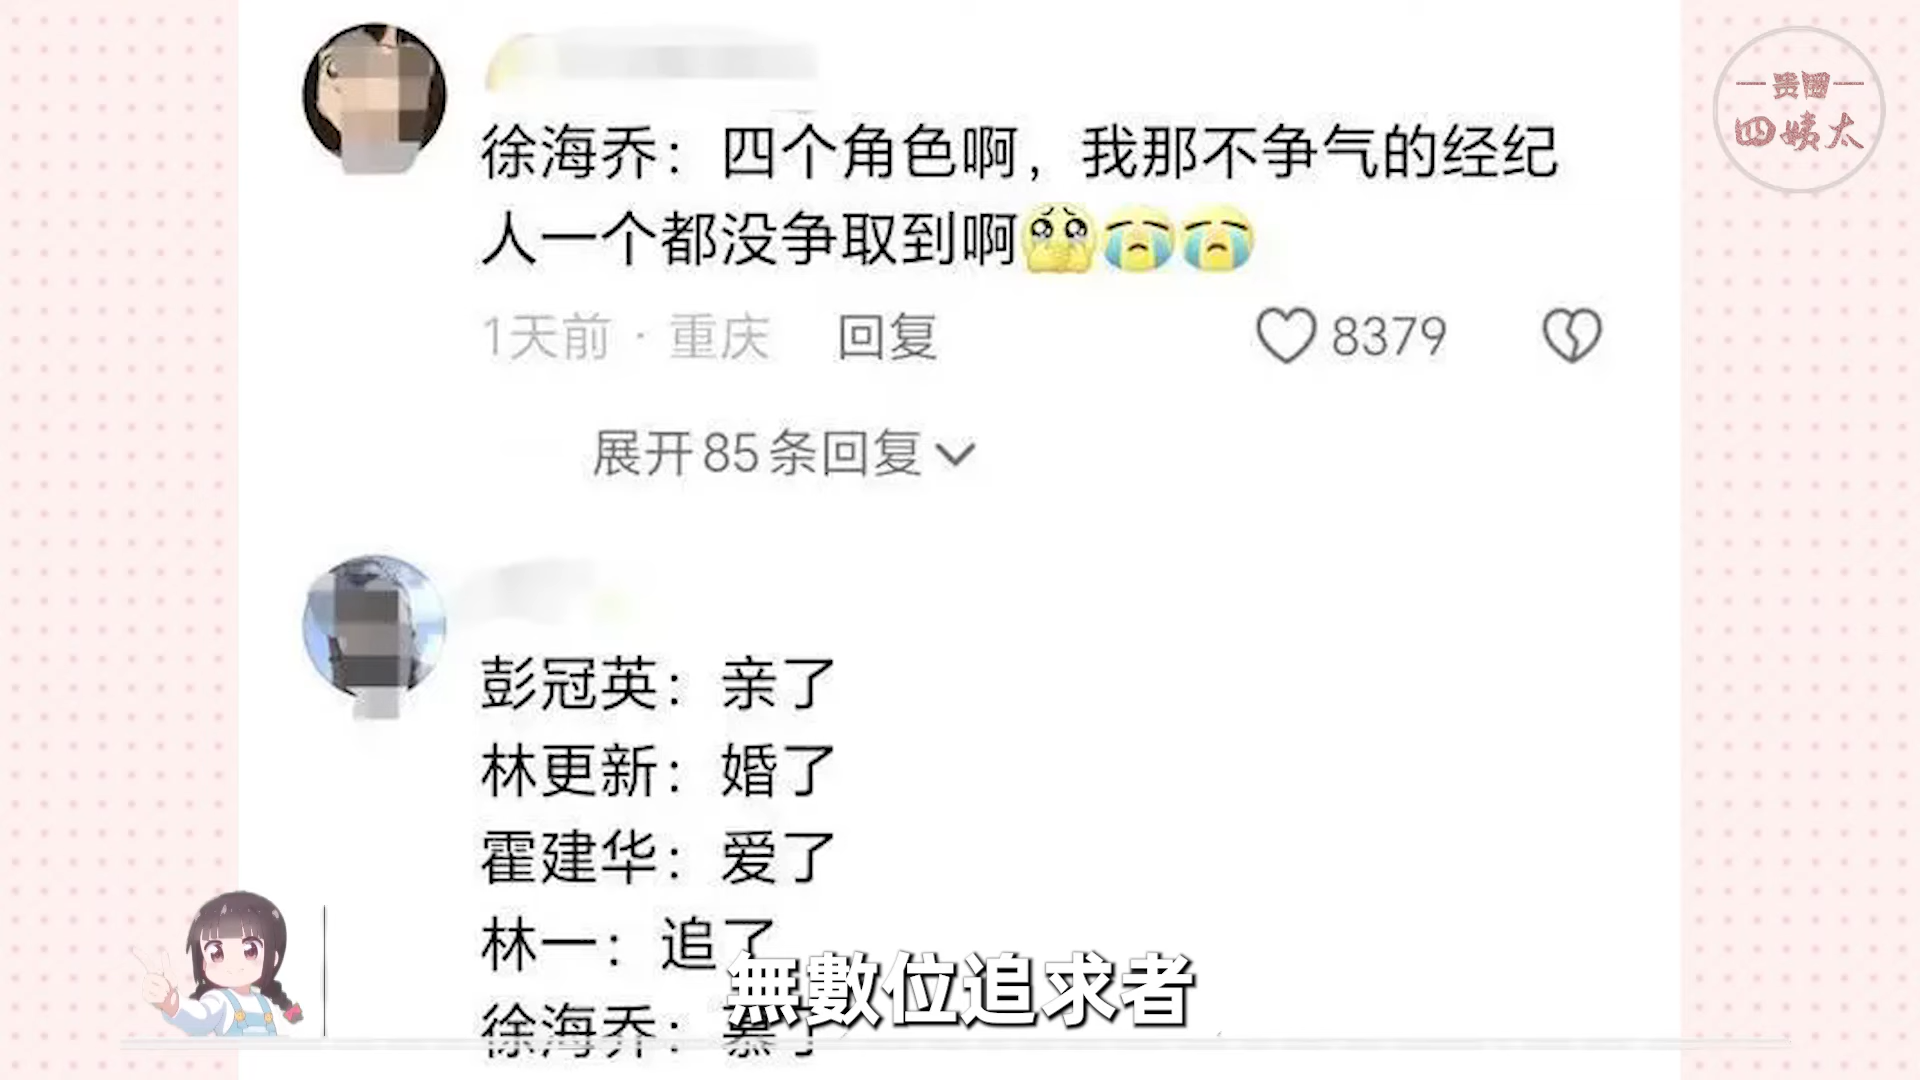 贵圈
四姨太
徐海乔：四个角色啊，我那不争气的经纪
人一个都没争取到啊🥹😭😭
1天前 · 重庆 回复 8379
展开85条回复
彭冠英：亲了
林更新：婚了
霍建华：爱了
林一：追了
無數位追求者
徐海乔：慕了